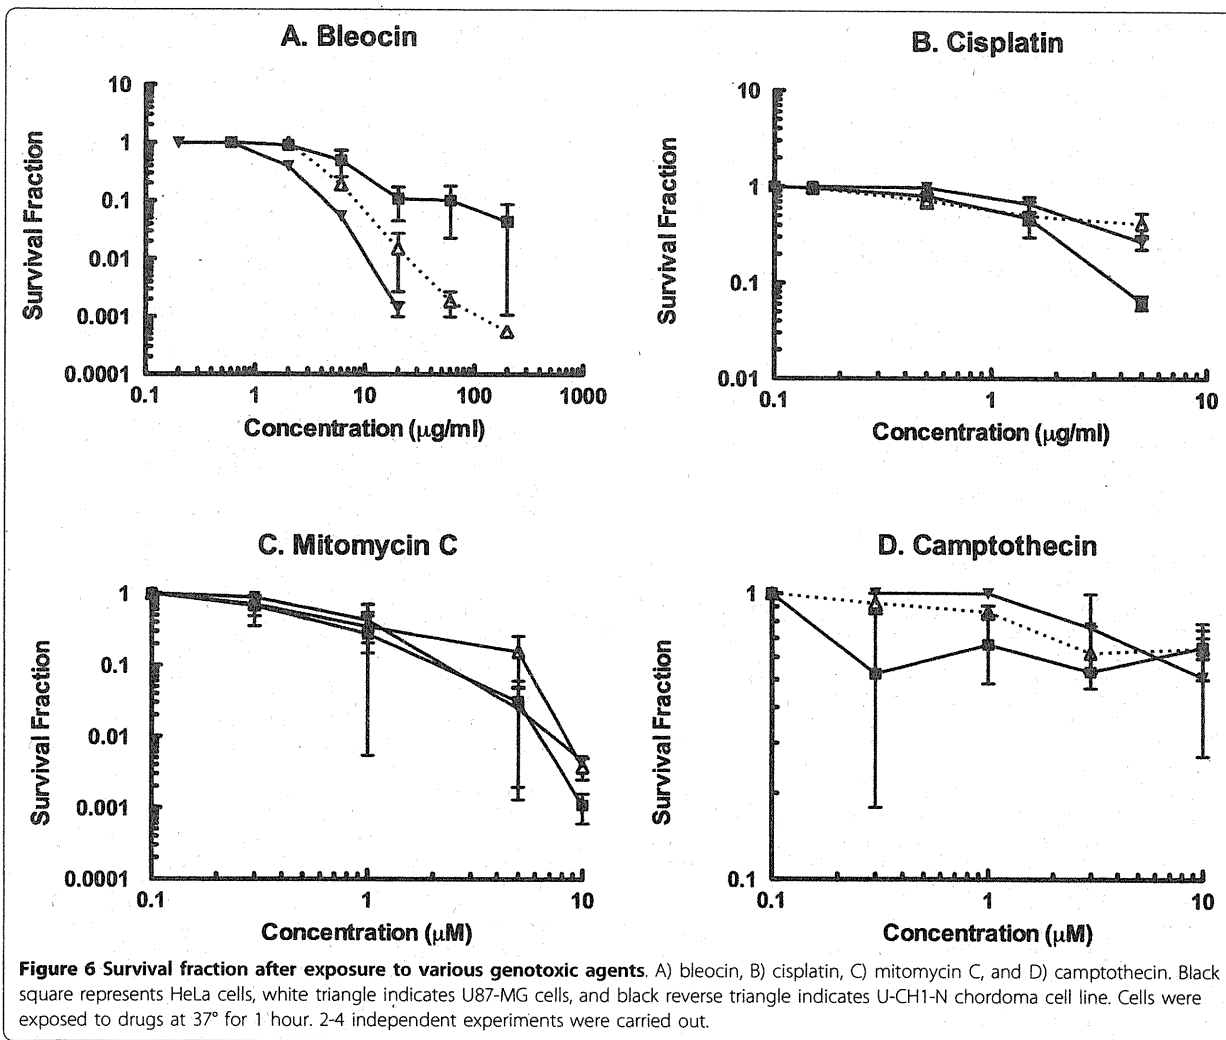 A. Bleocin
10
1
0.1
0.01
0.001
0.0001
Survival Fraction
0.1
1
10
100
1000
Concentration (μg/ml)
B. Cisplatin
10
1
0.1
0.01
Survival Fraction
0.1
1
10
Concentration (μg/ml)
C. Mitomycin C
1
0.1
0.01
0.001
0.0001
Survival Fraction
0.1
1
10
Concentration (μM)
D. Camptothecin
1
0.1
Survival Fraction
0.1
1
10
Concentration (μM)
Figure 6 Survival fraction after exposure to various genotoxic agents. A) bleocin, B) cisplatin, C) mitomycin C, and D) camptothecin. Black
square represents HeLa cells, white triangle indicates U87-MG cells, and black reverse triangle indicates U-CH1-N chordoma cell line. Cells were
exposed to drugs at 37° for 1 hour. 2-4 independent experiments were carried out.